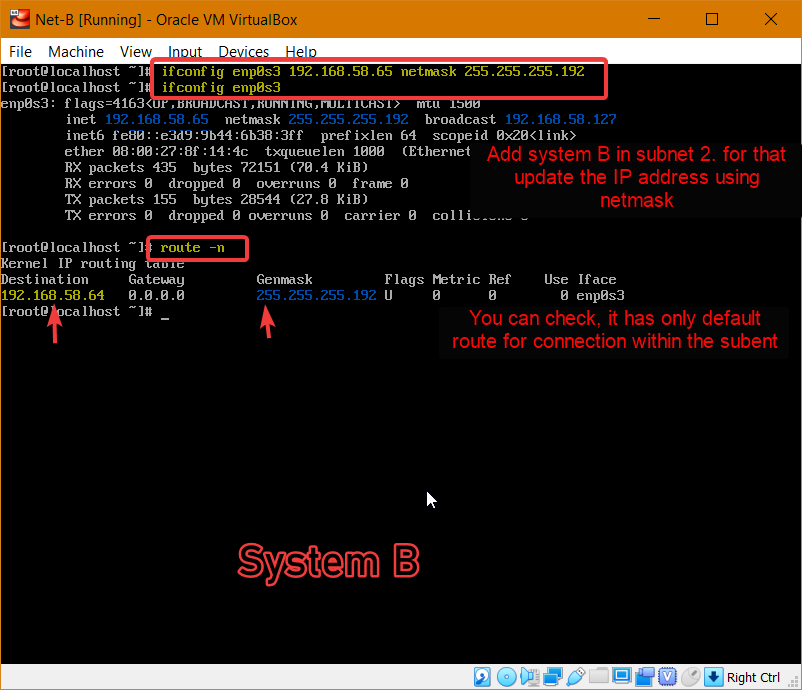 Net-B [Running] - Oracle VM VirtualBox
File Machine View Input Devices Help
[root@localhost ~]# ifconfig enp0s3 192.168.58.65 netmask 255.255.255.192
[root@localhost ~]# ifconfig enp0s3
enp0s3: flags=4163<UP,BROADCAST,RUNNING,MULTICAST> mtu 1500
inet 192.168.58.65 netmask 255.255.255.192 broadcast 192.168.58.127
inet6 fe80::e3d9:9b44:6b38:3ff prefixlen 64 scopeid 0x20<link>
ether 08:00:27:8f:14:4c txqueuelen 1000 (Ethernet
RX packets 435 bytes 72151 (70.4 KiB)
RX errors 0 dropped 0 overruns 0 frame 0
TX packets 155 bytes 28544 (27.8 KiB)
TX errors 0 dropped 0 overruns 0 carrier 0 collisions 0
Add system B in subnet 2. for that
update the IP address using
netmask
[root@localhost ~]# route -n
Kernel IP routing table
Destination Gateway Genmask Flags Metric Ref Use Iface
192.168.58.64 0.0.0.0 255.255.255.192 U 0 0 0 enp0s3
[root@localhost ~]# _
You can check, it has only default
route for connection within the subent
System B
Right Ctrl